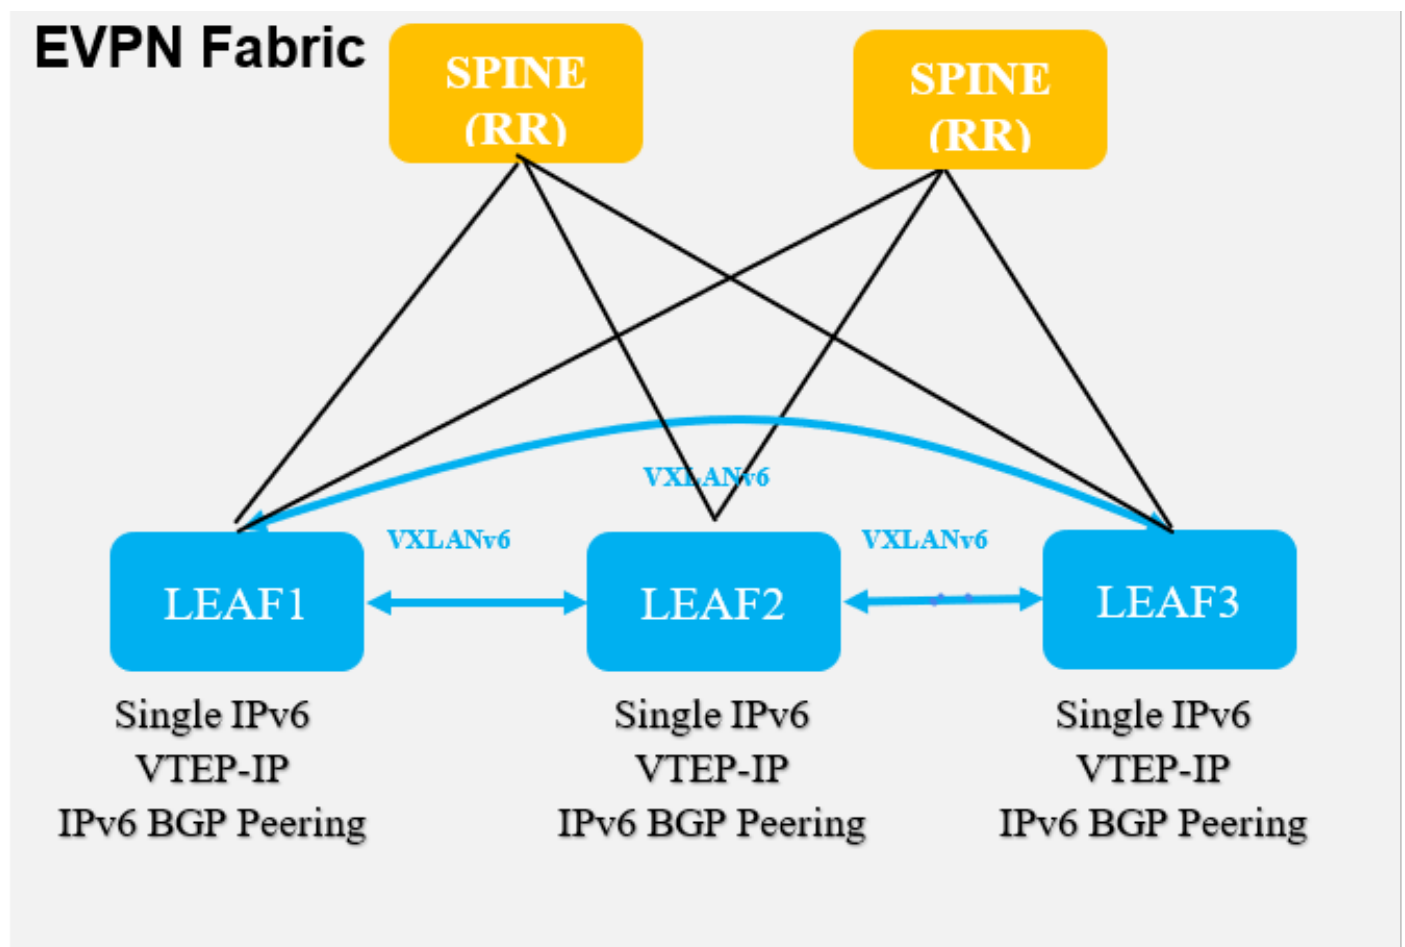 EVPN Fabric
SPINE
(RR)
SPINE
(RR)
VXLANv6
VXLANv6
VXLANv6
LEAF1
LEAF2
LEAF3
Single IPv6
VTEP-IP
IPv6 BGP Peering
Single IPv6
VTEP-IP
IPv6 BGP Peering
Single IPv6
VTEP-IP
IPv6 BGP Peering